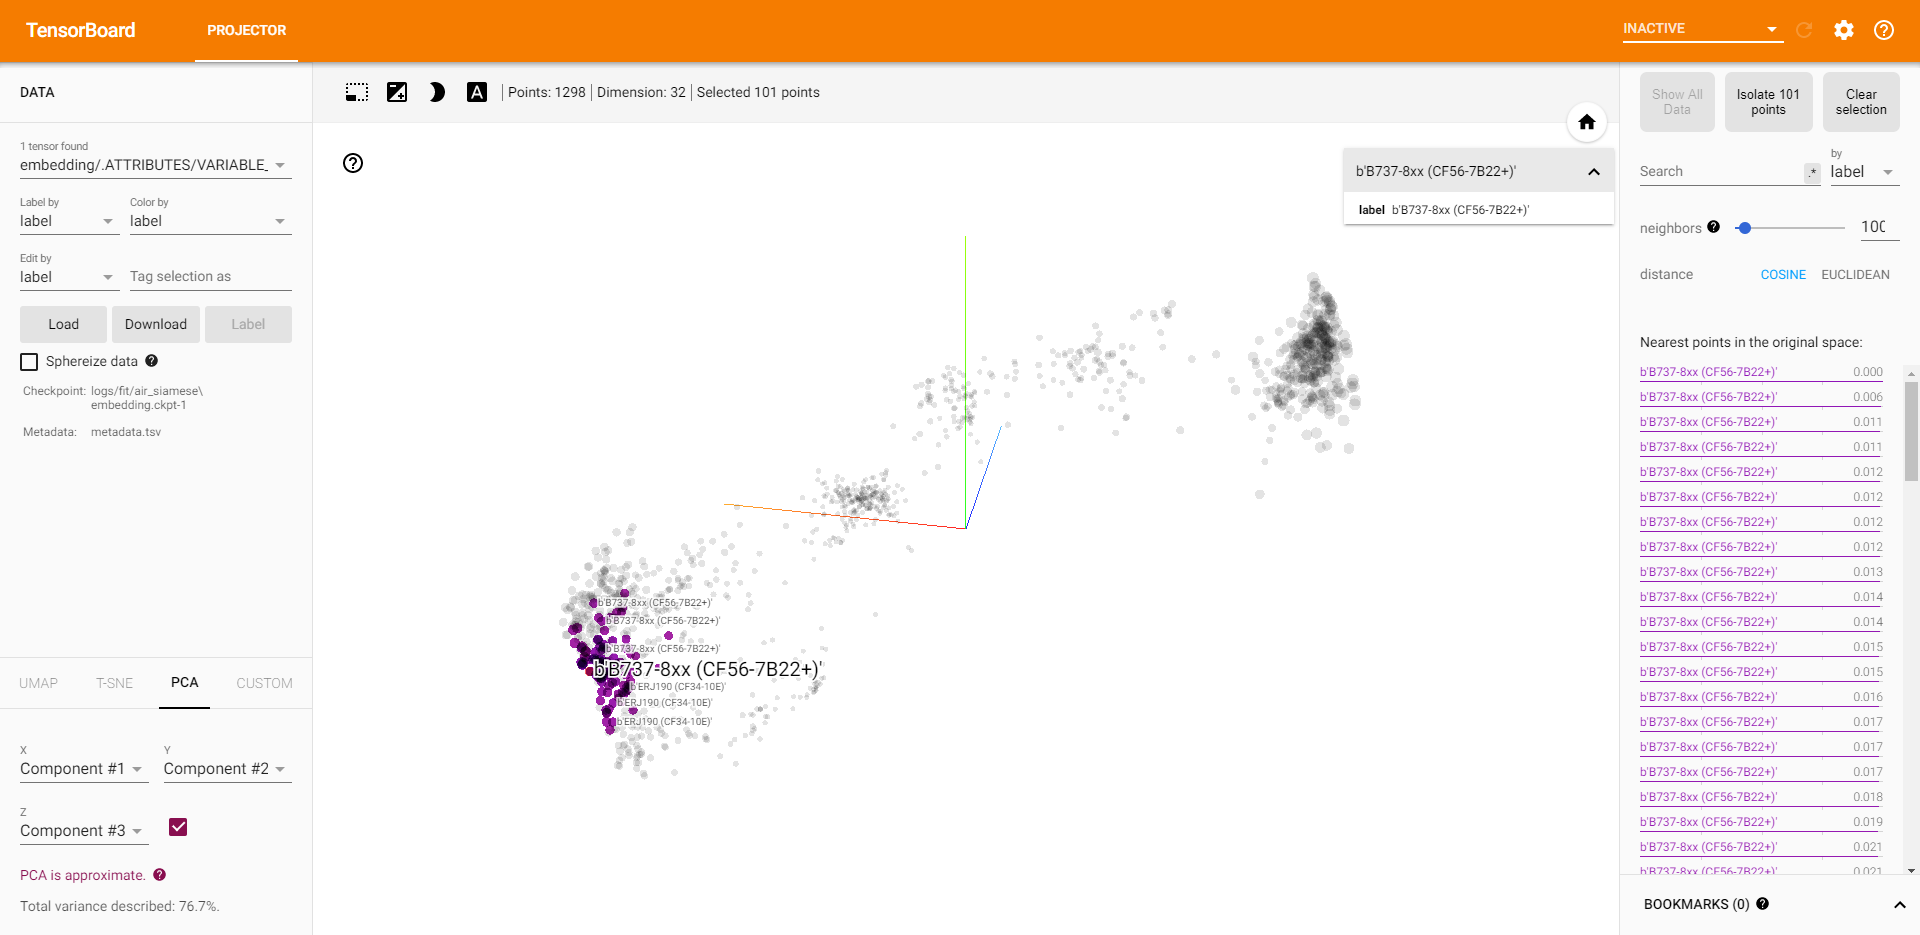 TensorBoard
PROJECTOR
INACTIVE
DATA
1 tensor found
embedding/.ATTRIBUTES/VARIABLE_
Label by
Color by
label
label
Edit by
label
Tag selection as
Load
Download
Label
Sphereize data
Checkpoint: logs/fit/air_siamese\
embedding.ckpt-1
Metadata: metadata.tsv
UMAP
T-SNE
PCA
CUSTOM
X
Component #1
Y
Component #2
Z
Component #3
PCA is approximate.
Total variance described: 76.7%.
A
Points: 1298
Dimension: 32
Selected 101 points
b'B737-8xx (CF56-7B22+)'
label b'B737-8xx (CF56-7B22+)'
b'B737-8xx (CF56-7B22+)'
b'B737-8xx (CF56-7B22+)'
b'B737-8xx (CF56-7B22+)'
b'B737-8xx (CF56-7B22+)'
b'ERJ190 (CF34-10E)'
b'ERJ190 (CF34-10E)'
b'ERJ190 (CF34-10E)'
Show All
Data
Isolate 101
points
Clear
selection
Search
.*
by
label
neighbors
100
distance
COSINE
EUCLIDEAN
Nearest points in the original space:
b'B737-8xx (CF56-7B22+)' 0.000
b'B737-8xx (CF56-7B22+)' 0.006
b'B737-8xx (CF56-7B22+)' 0.011
b'B737-8xx (CF56-7B22+)' 0.011
b'B737-8xx (CF56-7B22+)' 0.012
b'B737-8xx (CF56-7B22+)' 0.012
b'B737-8xx (CF56-7B22+)' 0.012
b'B737-8xx (CF56-7B22+)' 0.012
b'B737-8xx (CF56-7B22+)' 0.013
b'B737-8xx (CF56-7B22+)' 0.014
b'B737-8xx (CF56-7B22+)' 0.014
b'B737-8xx (CF56-7B22+)' 0.015
b'B737-8xx (CF56-7B22+)' 0.015
b'B737-8xx (CF56-7B22+)' 0.016
b'B737-8xx (CF56-7B22+)' 0.017
b'B737-8xx (CF56-7B22+)' 0.017
b'B737-8xx (CF56-7B22+)' 0.017
b'B737-8xx (CF56-7B22+)' 0.018
b'B737-8xx (CF56-7B22+)' 0.019
b'B737-8xx (CF56-7B22+)' 0.021
b'B737-8xx (CF56-7B22+)' 0.021
BOOKMARKS (0)